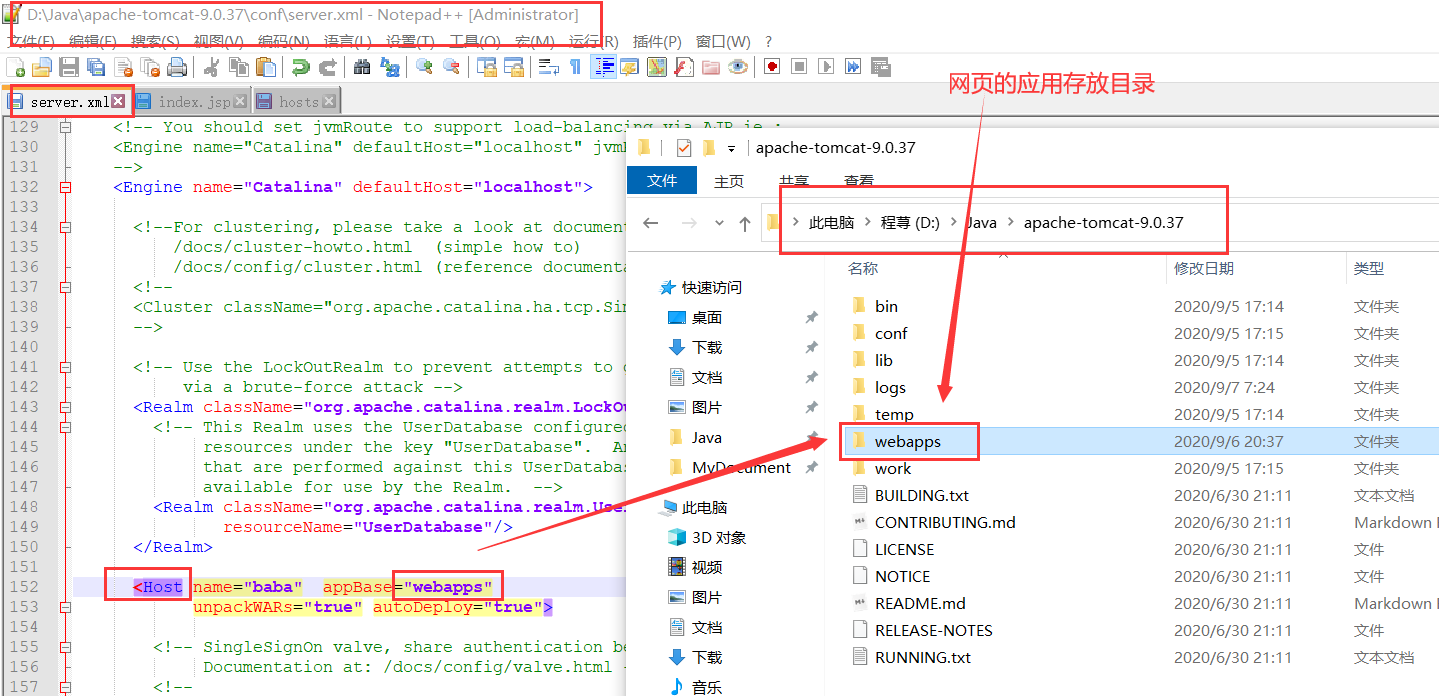 D:\Java\apache-tomcat-9.0.37\conf\server.xml - Notepad++ [Administrator]
文件(F) 编辑(E) 搜索(S) 视图(V) 编码(N) 语言(L) 设置(T) 工具(O) 宏(M) 运行(R) 插件(P) 窗口(W) ?
网页的应用存放目录
server.xml index.jsp hosts
129 <!-- You should set jvmRoute to support load-balancing via AJP ie :
130 <Engine name="Catalina" defaultHost="localhost" jvm
131 -->
132 <Engine name="Catalina" defaultHost="localhost">
133
134 <!--For clustering, please take a look at document
135 /docs/cluster-howto.html (simple how to)
136 /docs/config/cluster.html (reference documenta
137 <!--
138 <Cluster className="org.apache.catalina.ha.tcp.Sim
139 -->
140
141 <!-- Use the LockOutRealm to prevent attempts to
142 via a brute-force attack -->
143 <Realm className="org.apache.catalina.realm.LockOu
144 <!-- This Realm uses the UserDatabase configured
145 resources under the key "UserDatabase". An
146 that are performed against this UserDatabas
147 available for use by the Realm. -->
148 <Realm className="org.apache.catalina.realm.Use
149 resourceName="UserDatabase"/>
150 </Realm>
151
152 <Host name="baba" appBase="webapps"
153 unpackWARs="true" autoDeploy="true">
154
155 <!-- SingleSignOn valve, share authentication be
156 Documentation at: /docs/config/valve.html -
157 <!--
apache-tomcat-9.0.37
文件 主页 共享 查看
此电脑 程荨 (D:) Java apache-tomcat-9.0.37
快速访问
桌面
下载
文档
图片
Java
MyDocument
此电脑
3D 对象
视频
图片
文档
下载
音乐
名称 修改日期 类型
bin 2020/9/5 17:14 文件夹
conf 2020/9/5 17:15 文件夹
lib 2020/9/5 17:14 文件夹
logs 2020/9/7 7:24 文件夹
temp 2020/9/5 17:14 文件夹
webapps 2020/9/6 20:37 文件夹
work 2020/9/5 17:15 文件夹
BUILDING.txt 2020/6/30 21:11 文本文档
CONTRIBUTING.md 2020/6/30 21:11 Markdown
LICENSE 2020/6/30 21:11 文件
NOTICE 2020/6/30 21:11 文件
README.md 2020/6/30 21:11 Markdown
RELEASE-NOTES 2020/6/30 21:11 文件
RUNNING.txt 2020/6/30 21:11 文本文档